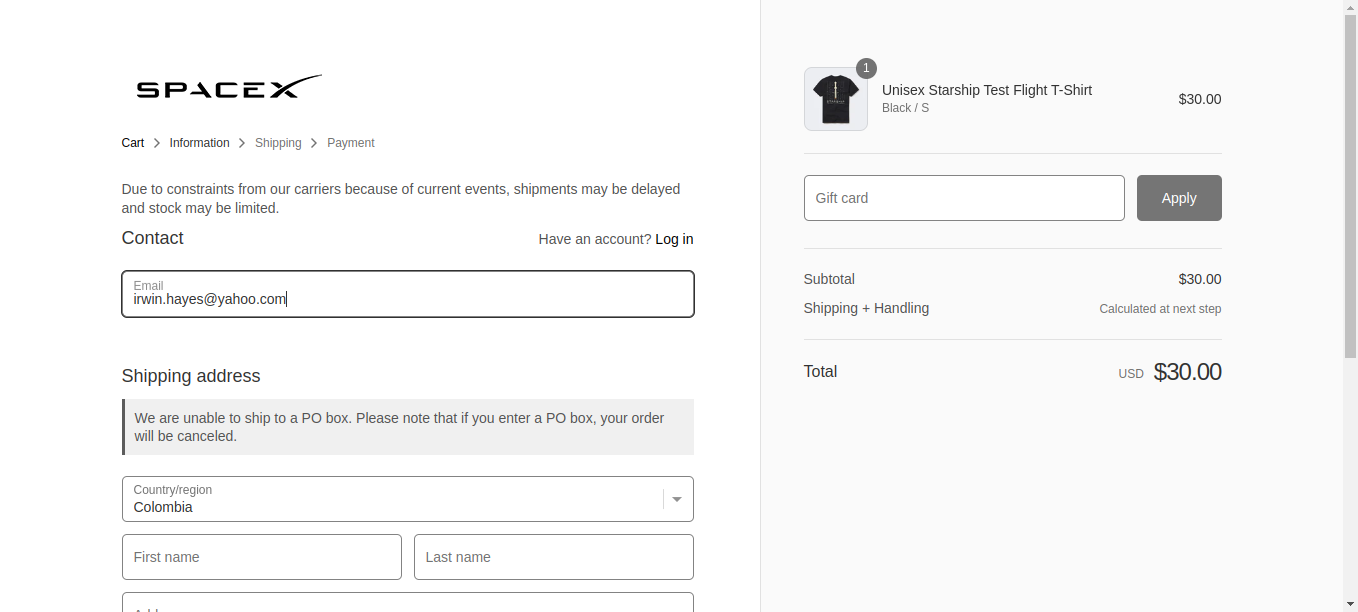 SPACEX
Cart > Information > Shipping > Payment
Due to constraints from our carriers because of current events, shipments may be delayed
and stock may be limited.
Contact
Have an account? Log in
Email
irwin.hayes@yahoo.com
Shipping address
We are unable to ship to a PO box. Please note that if you enter a PO box, your order
will be canceled.
Country/region
Colombia
First name
Last name
1
Unisex Starship Test Flight T-Shirt
Black / S
$30.00
Gift card
Apply
Subtotal
$30.00
Shipping + Handling
Calculated at next step
Total
USD $30.00